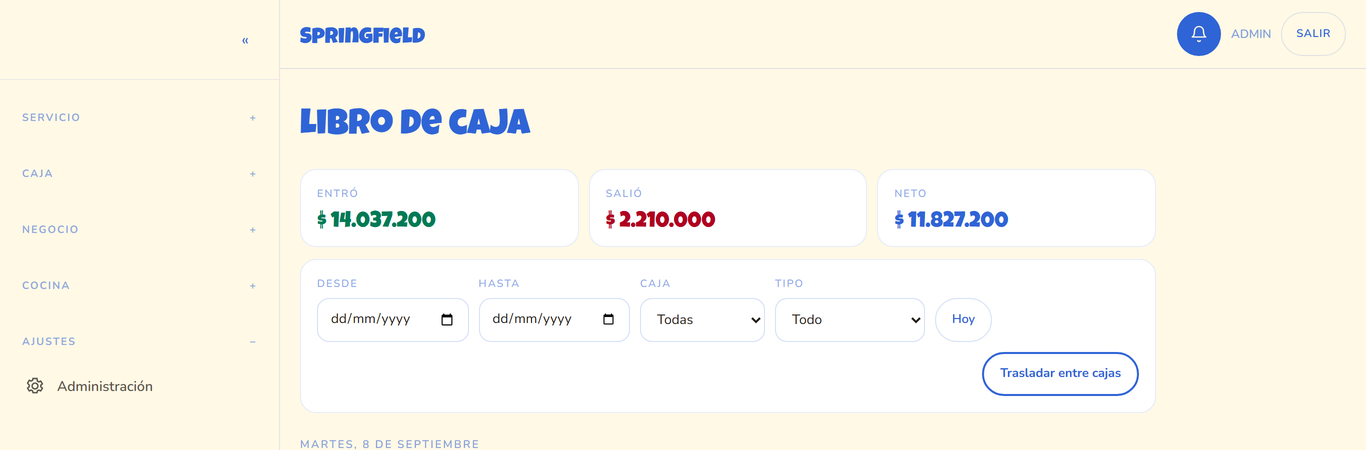 «
SPRINGFIELD
ADMIN
SALIR
SERVICIO +
CAJA +
NEGOCIO +
COCINA +
AJUSTES −
Administración
LIBRO DE CAJA
ENTRÓ
$ 14.037.200
SALIÓ
$ 2.210.000
NETO
$ 11.827.200
DESDE
dd/mm/yyyy
HASTA
dd/mm/yyyy
CAJA
Todas
TIPO
Todo
Hoy
Trasladar entre cajas
MARTES, 8 DE SEPTIEMBRE